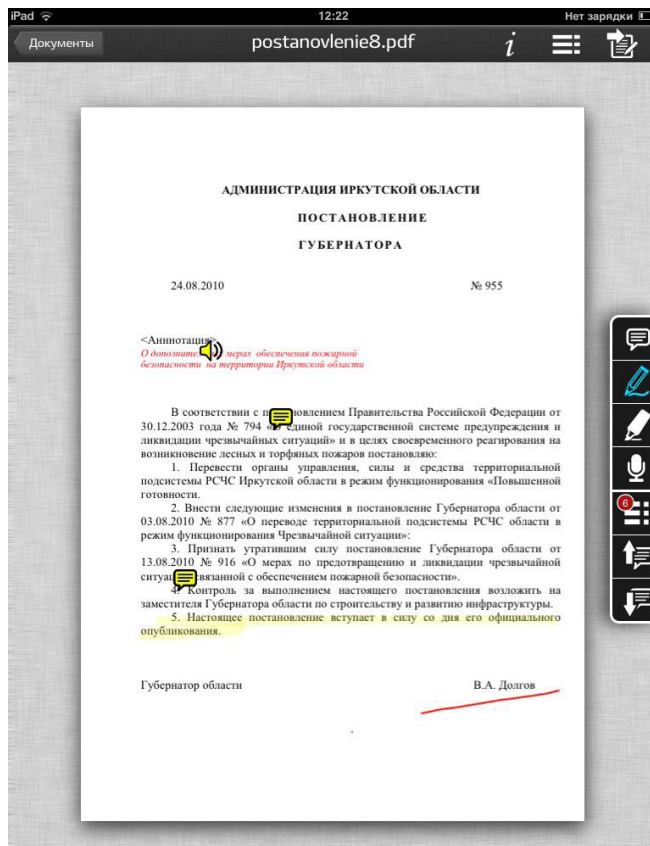 iPad 12:22 Нет зарядки
Документы postanovlenie8.pdf i
АДМИНИСТРАЦИЯ ИРКУТСКОЙ ОБЛАСТИ
ПОСТАНОВЛЕНИЕ
ГУБЕРНАТОРА
24.08.2010 № 955
<Анннотация>
О мерах обеспечения пожарной
безопасности на территории Иркутской области
В соответствии с Правительства Российской Федерации от
30.12.2003 года № 794 единой государственной системе предупреждения и
ликвидации чрезвычайных ситуаций» и в целях своевременного реагирования на
возникновение лесных и торфяных пожаров постановляю:
1. Перевести органы управления, силы и средства территориальной
подсистемы РСЧС Иркутской области в режим функционирования «Повышенной
готовности.
2. Внести следующие изменения в постановление Губернатора области от
03.08.2010 № 877 «О переводе территориальной подсистемы РСЧС области в
режим функционирования Чрезвычайной ситуации»:
3. Признать утратившим силу постановление Губернатора области от
13.08.2010 № 916 «О мерах по предотвращению и ликвидации чрезвычайной
связанной с обеспечением пожарной безопасности».
4. Контроль за выполнением настоящего постановления возложить на
заместителя Губернатора области по строительству и развитию инфраструктуры.
5. Настоящее постановление вступает в силу со дня его официального
опубликования.
Губернатор области В.А. Долгов
6